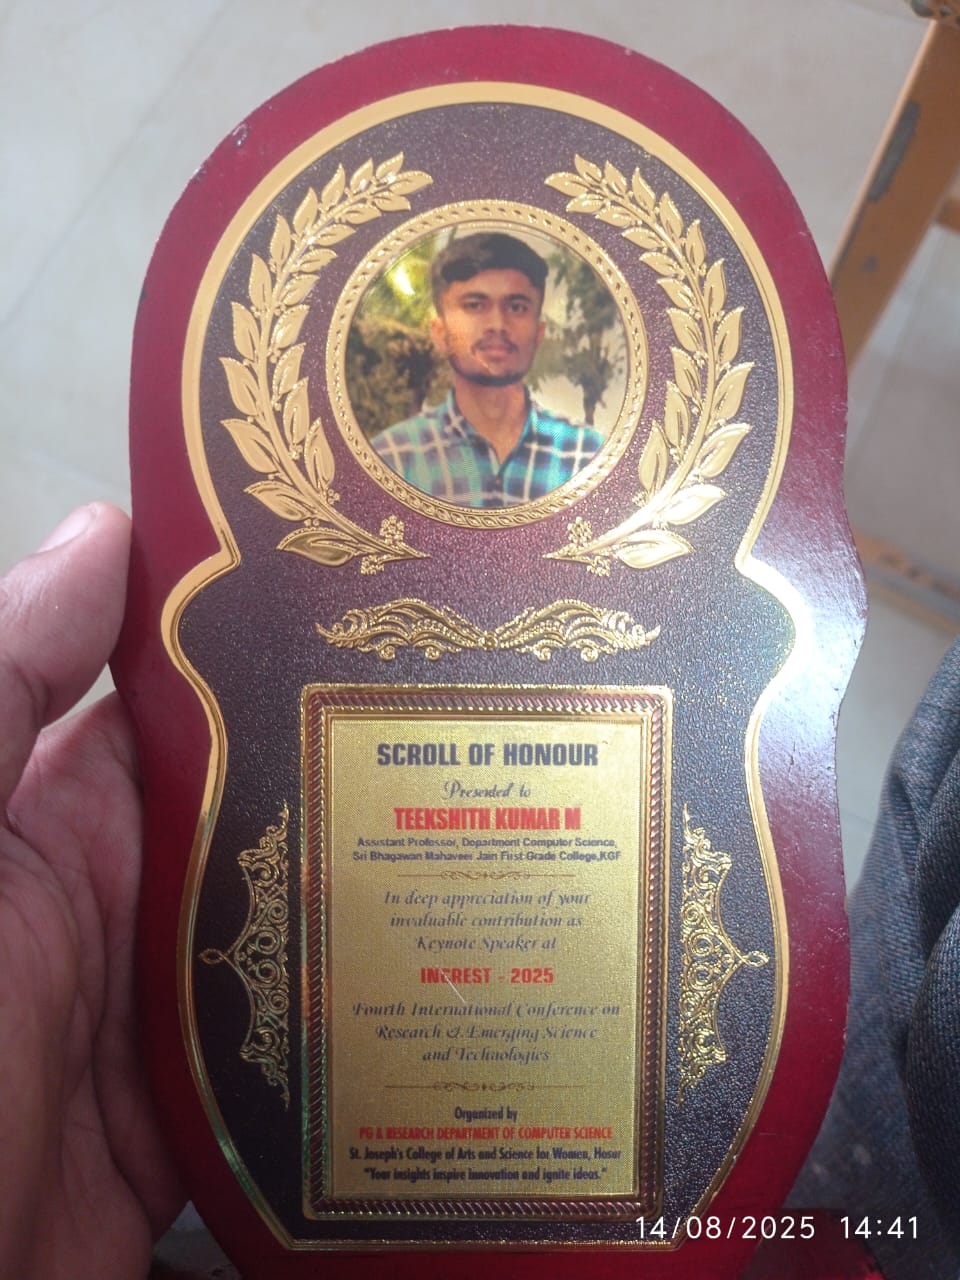 SCROLL OF HONOUR
Presented to
TEEKSHITH KUMAR M
Assistant Professor, Department Computer Science,
Sri Bhagawan Mahaveer Jain First Grade College,KGF
In deep appreciation of your
invaluable contribution as
Keynote Speaker at
INCREST - 2025
Fourth International Conference on
Research & Emerging Science
and Technologies
Organized by
PG & RESEARCH DEPARTMENT OF COMPUTER SCIENCE
St. Joseph's College of Arts and Science for Women, Hosur
"Your insights inspire innovation and ignite ideas."
14/08/2025 14:41